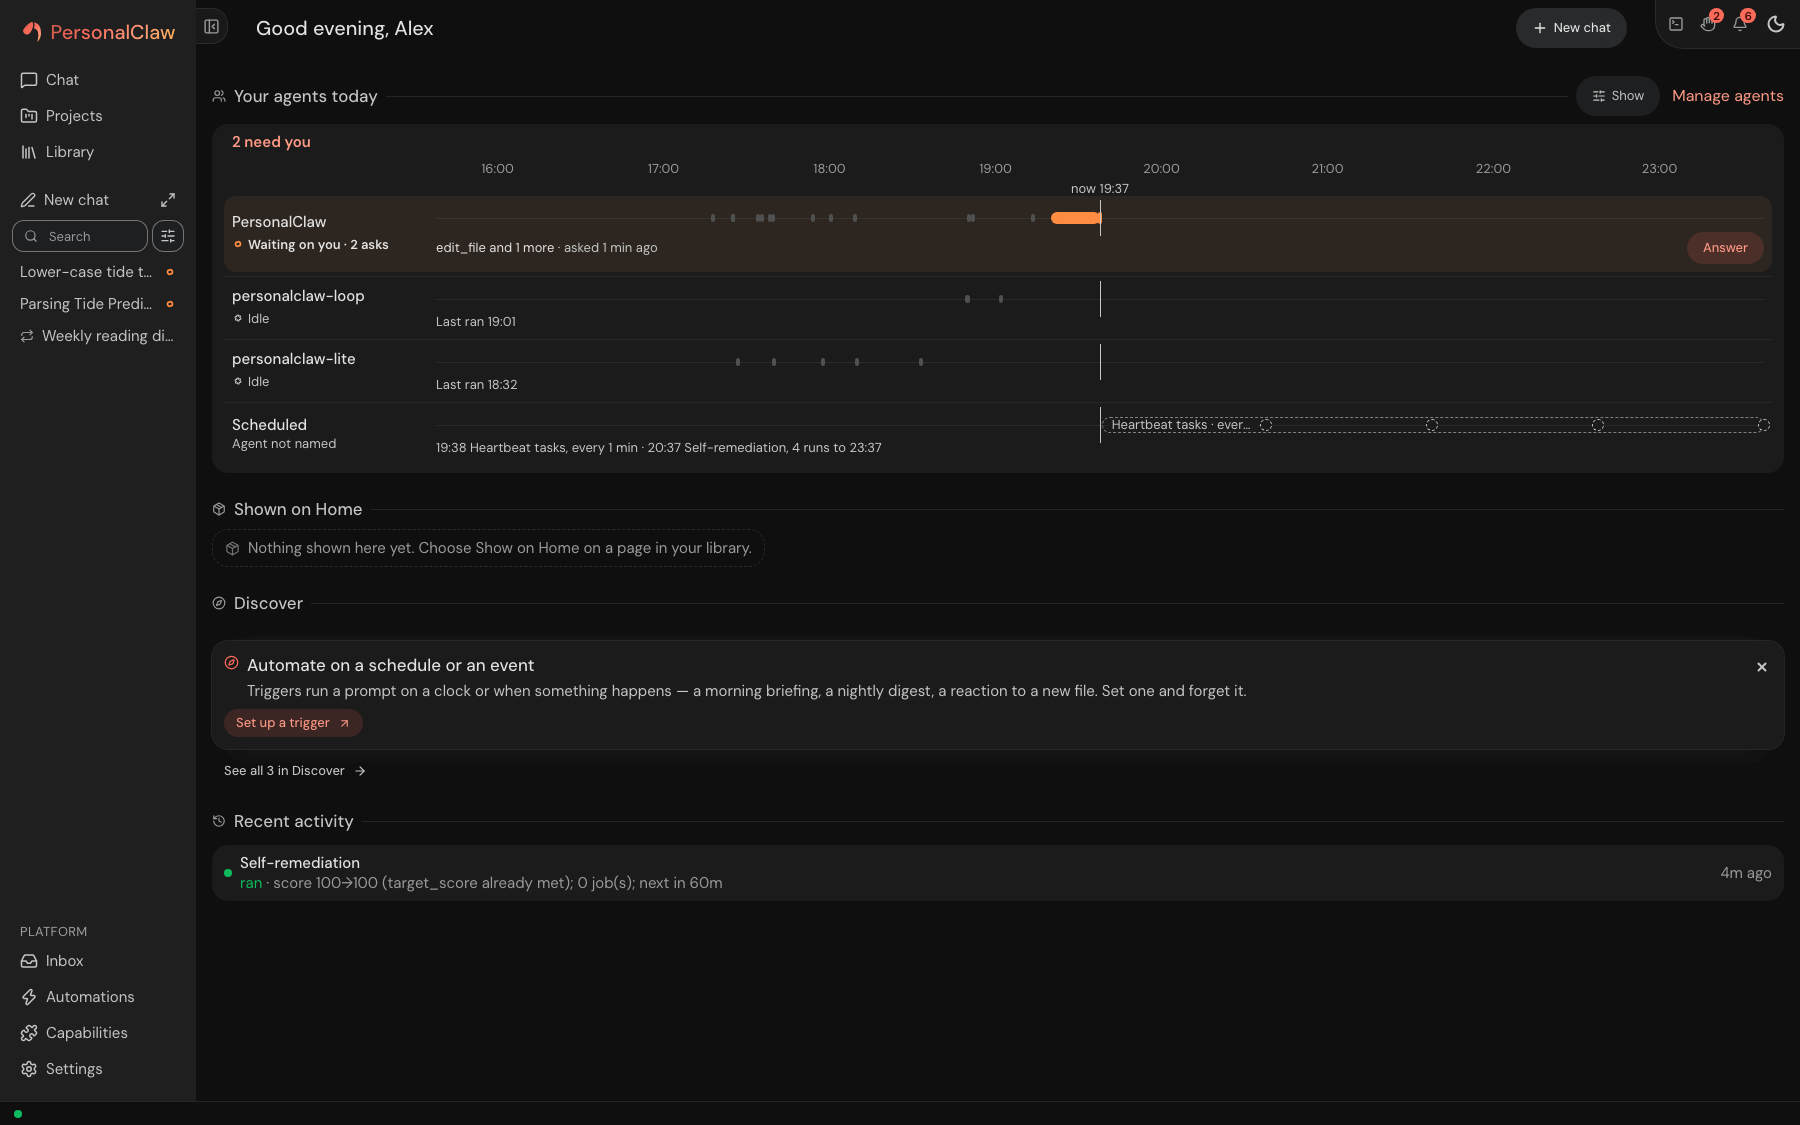 PersonalClaw
Good evening, Alex
New chat
2
6
Chat
Projects
Library
New chat
Search
Lower-case tide t...
Parsing Tide Predi...
Weekly reading di...
Your agents today
Show
Manage agents
2 need you
16:00 17:00 18:00 19:00 20:00 21:00 22:00 23:00
now 19:37
PersonalClaw
Waiting on you · 2 asks
edit_file and 1 more · asked 1 min ago
Answer
personalclaw-loop
Idle
Last ran 19:01
personalclaw-lite
Idle
Last ran 18:32
Scheduled
Agent not named
Heartbeat tasks · ever...
19:38 Heartbeat tasks, every 1 min · 20:37 Self-remediation, 4 runs to 23:37
Shown on Home
Nothing shown here yet. Choose Show on Home on a page in your library.
Discover
Automate on a schedule or an event
Triggers run a prompt on a clock or when something happens — a morning briefing, a nightly digest, a reaction to a new file. Set one and forget it.
Set up a trigger
See all 3 in Discover
Recent activity
Self-remediation
ran · score 100→100 (target_score already met); 0 job(s); next in 60m
4m ago
PLATFORM
Inbox
Automations
Capabilities
Settings